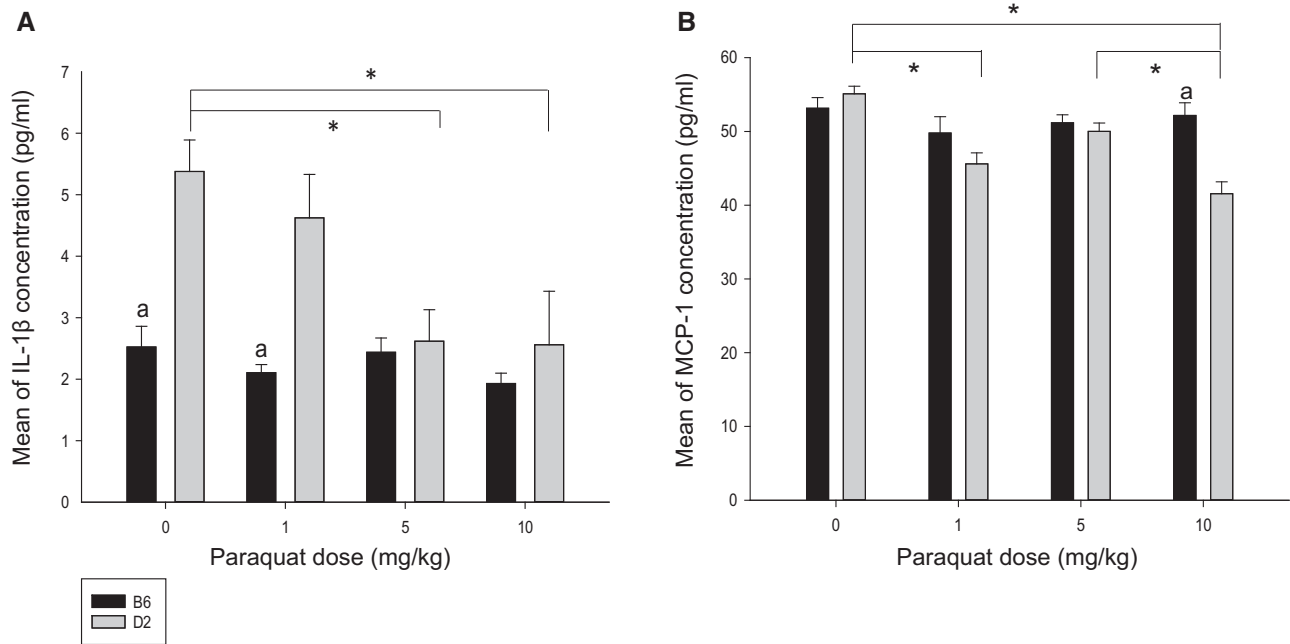 A
Mean of IL-1β concentration (pg/ml)
7
6
5
4
3
2
1
0
*
*
a
a
0 1 5 10
Paraquat dose (mg/kg)
B6
D2
B
Mean of MCP-1 concentration (pg/ml)
60
50
40
30
20
10
0
*
* *
a
0 1 5 10
Paraquat dose (mg/kg)